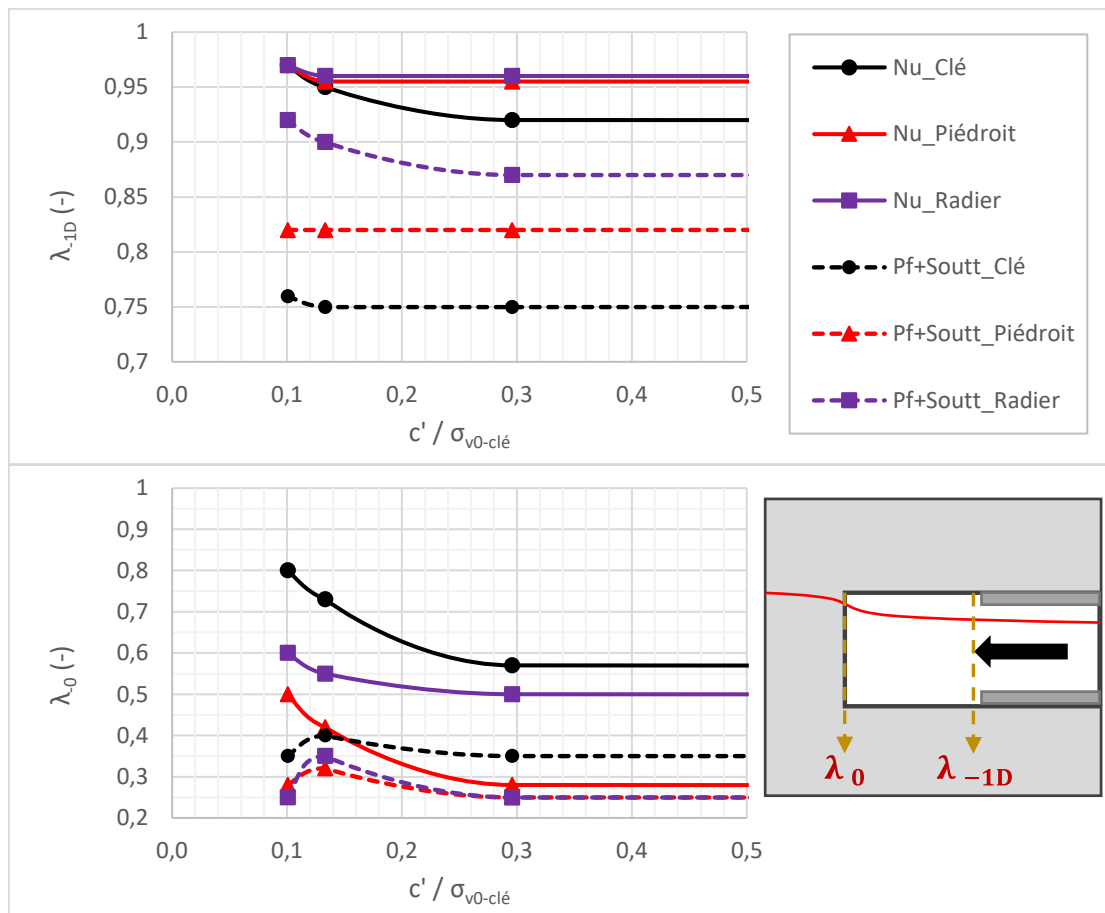 1
0,95
0,9
0,85
0,8
0,75
0,7
λ-1D (-)
0,0 0,1 0,2 0,3 0,4 0,5
c' / σv0-clé
Nu_Clé
Nu_Piédroit
Nu_Radier
Pf+Soutt_Clé
Pf+Soutt_Piédroit
Pf+Soutt_Radier
1
0,9
0,8
0,7
0,6
0,5
0,4
0,3
0,2
λ-0 (-)
0,0 0,1 0,2 0,3 0,4 0,5
c' / σv0-clé
λ 0 λ −1D